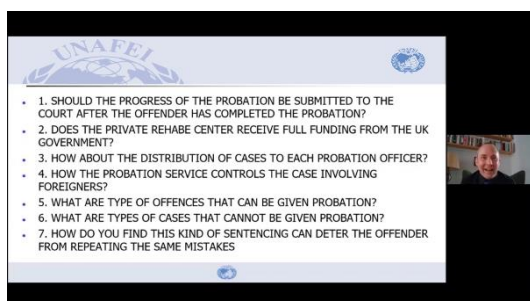 UNAFEI
1. SHOULD THE PROGRESS OF THE PROBATION BE SUBMITTED TO THE
COURT AFTER THE OFFENDER HAS COMPLETED THE PROBATION?
2. DOES THE PRIVATE REHABE CENTER RECEIVE FULL FUNDING FROM THE UK
GOVERNMENT?
3. HOW ABOUT THE DISTRIBUTION OF CASES TO EACH PROBATION OFFICER?
4. HOW THE PROBATION SERVICE CONTROLS THE CASE INVOLVING
FOREIGNERS?
5. WHAT ARE TYPE OF OFFENCES THAT CAN BE GIVEN PROBATION?
6. WHAT ARE TYPES OF CASES THAT CANNOT BE GIVEN PROBATION?
7. HOW DO YOU FIND THIS KIND OF SENTENCING CAN DETER THE OFFENDER
FROM REPEATING THE SAME MISTAKES